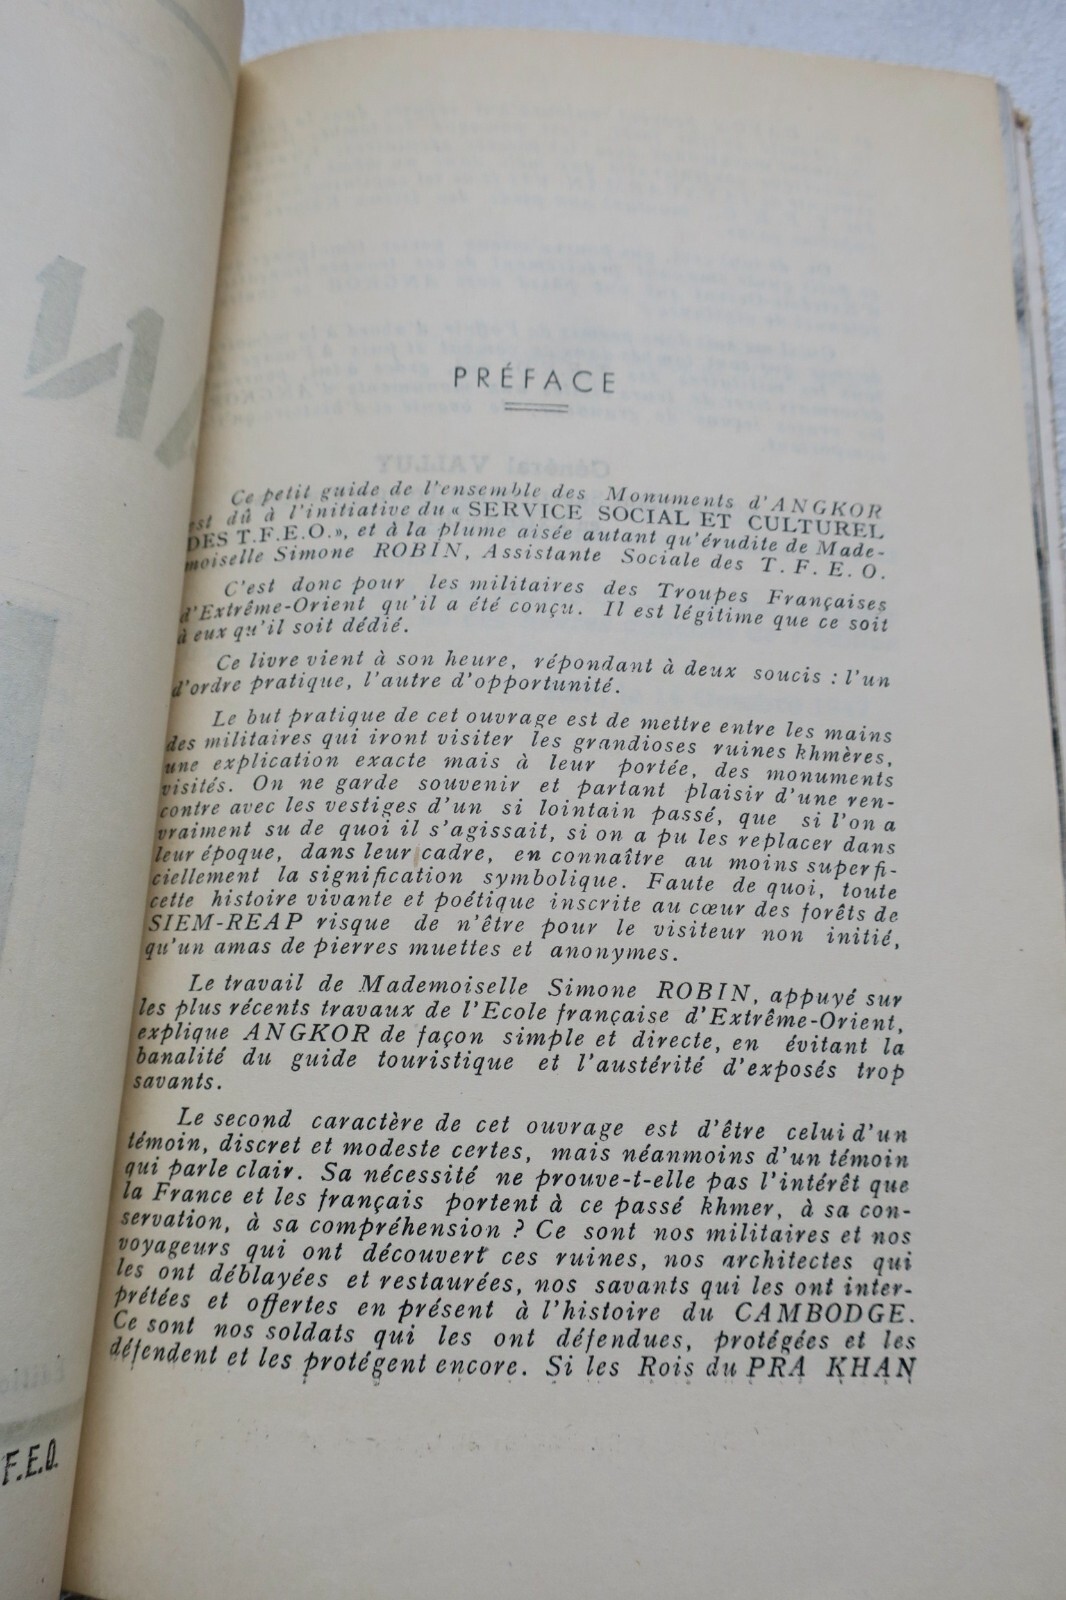 F.E.O.
PRÉFACE
Général VALLUY
Ce petit guide de l'ensemble des Monuments d'ANGKOR
est dû à l'initiative du « SERVICE SOCIAL ET CULTUREL
DES T.F.E.O.», et à la plume aisée autant qu'érudite de Made-
moiselle Simone ROBIN, Assistante Sociale des T. F. E. O.
C'est donc pour les militaires des Troupes Françaises
d'Extrême-Orient qu'il a été conçu. Il est légitime que ce soit
à eux qu'il soit dédié.
Ce livre vient à son heure, répondant à deux soucis : l'un
d'ordre pratique, l'autre d'opportunité.
Le but pratique de cet ouvrage est de mettre entre les mains
des militaires qui iront visiter les grandioses ruines khmères,
une explication exacte mais à leur portée, des monuments
visités. On ne garde souvenir et partant plaisir d'une ren-
contre avec les vestiges d'un si lointain passé, que si l'on a
vraiment su de quoi il s'agissait, si on a pu les replacer dans
leur époque, dans leur cadre, en connaître au moins superfi-
ciellement la signification symbolique. Faute de quoi, toute
cette histoire vivante et poétique inscrite au cœur des forêts de
SIEM-REAP risque de n'être pour le visiteur non initié,
qu'un amas de pierres muettes et anonymes.
Le travail de Mademoiselle Simone ROBIN, appuyé sur
les plus récents travaux de l'Ecole française d'Extrême-Orient,
explique ANGKOR de façon simple et directe, en évitant la
banalité du guide touristique et l'austérité d'exposés trop
savants.
Le second caractère de cet ouvrage est d'être celui d'un
témoin, discret et modeste certes, mais néanmoins d'un témoin
qui parle clair. Sa nécessité ne prouve-t-elle pas l'intérêt que
la France et les français portent à ce passé khmer, à sa con-
servation, à sa compréhension ? Ce sont nos militaires et nos
voyageurs qui ont découvert ces ruines, nos architectes qui
les ont déblayées et restaurées, nos savants qui les ont inter-
prétées et offertes en présent à l'histoire du CAMBODGE.
Ce sont nos soldats qui les ont défendues, protégées et les
défendent et les protégent encore. Si les Rois du PRA KHAN